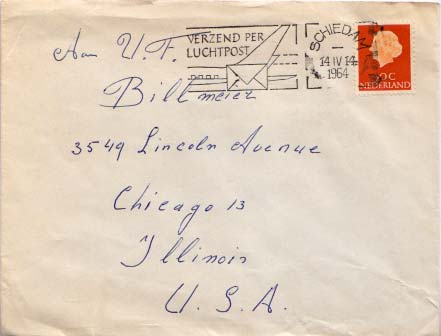 Aan U.F.
Billmeier
3549 Lincoln Avenue
Chicago 13
Illinois
U.S.A.
VERZEND PER
LUCHTPOST
SCHIEDAM
14 IV 14
1964
NEDERLAND